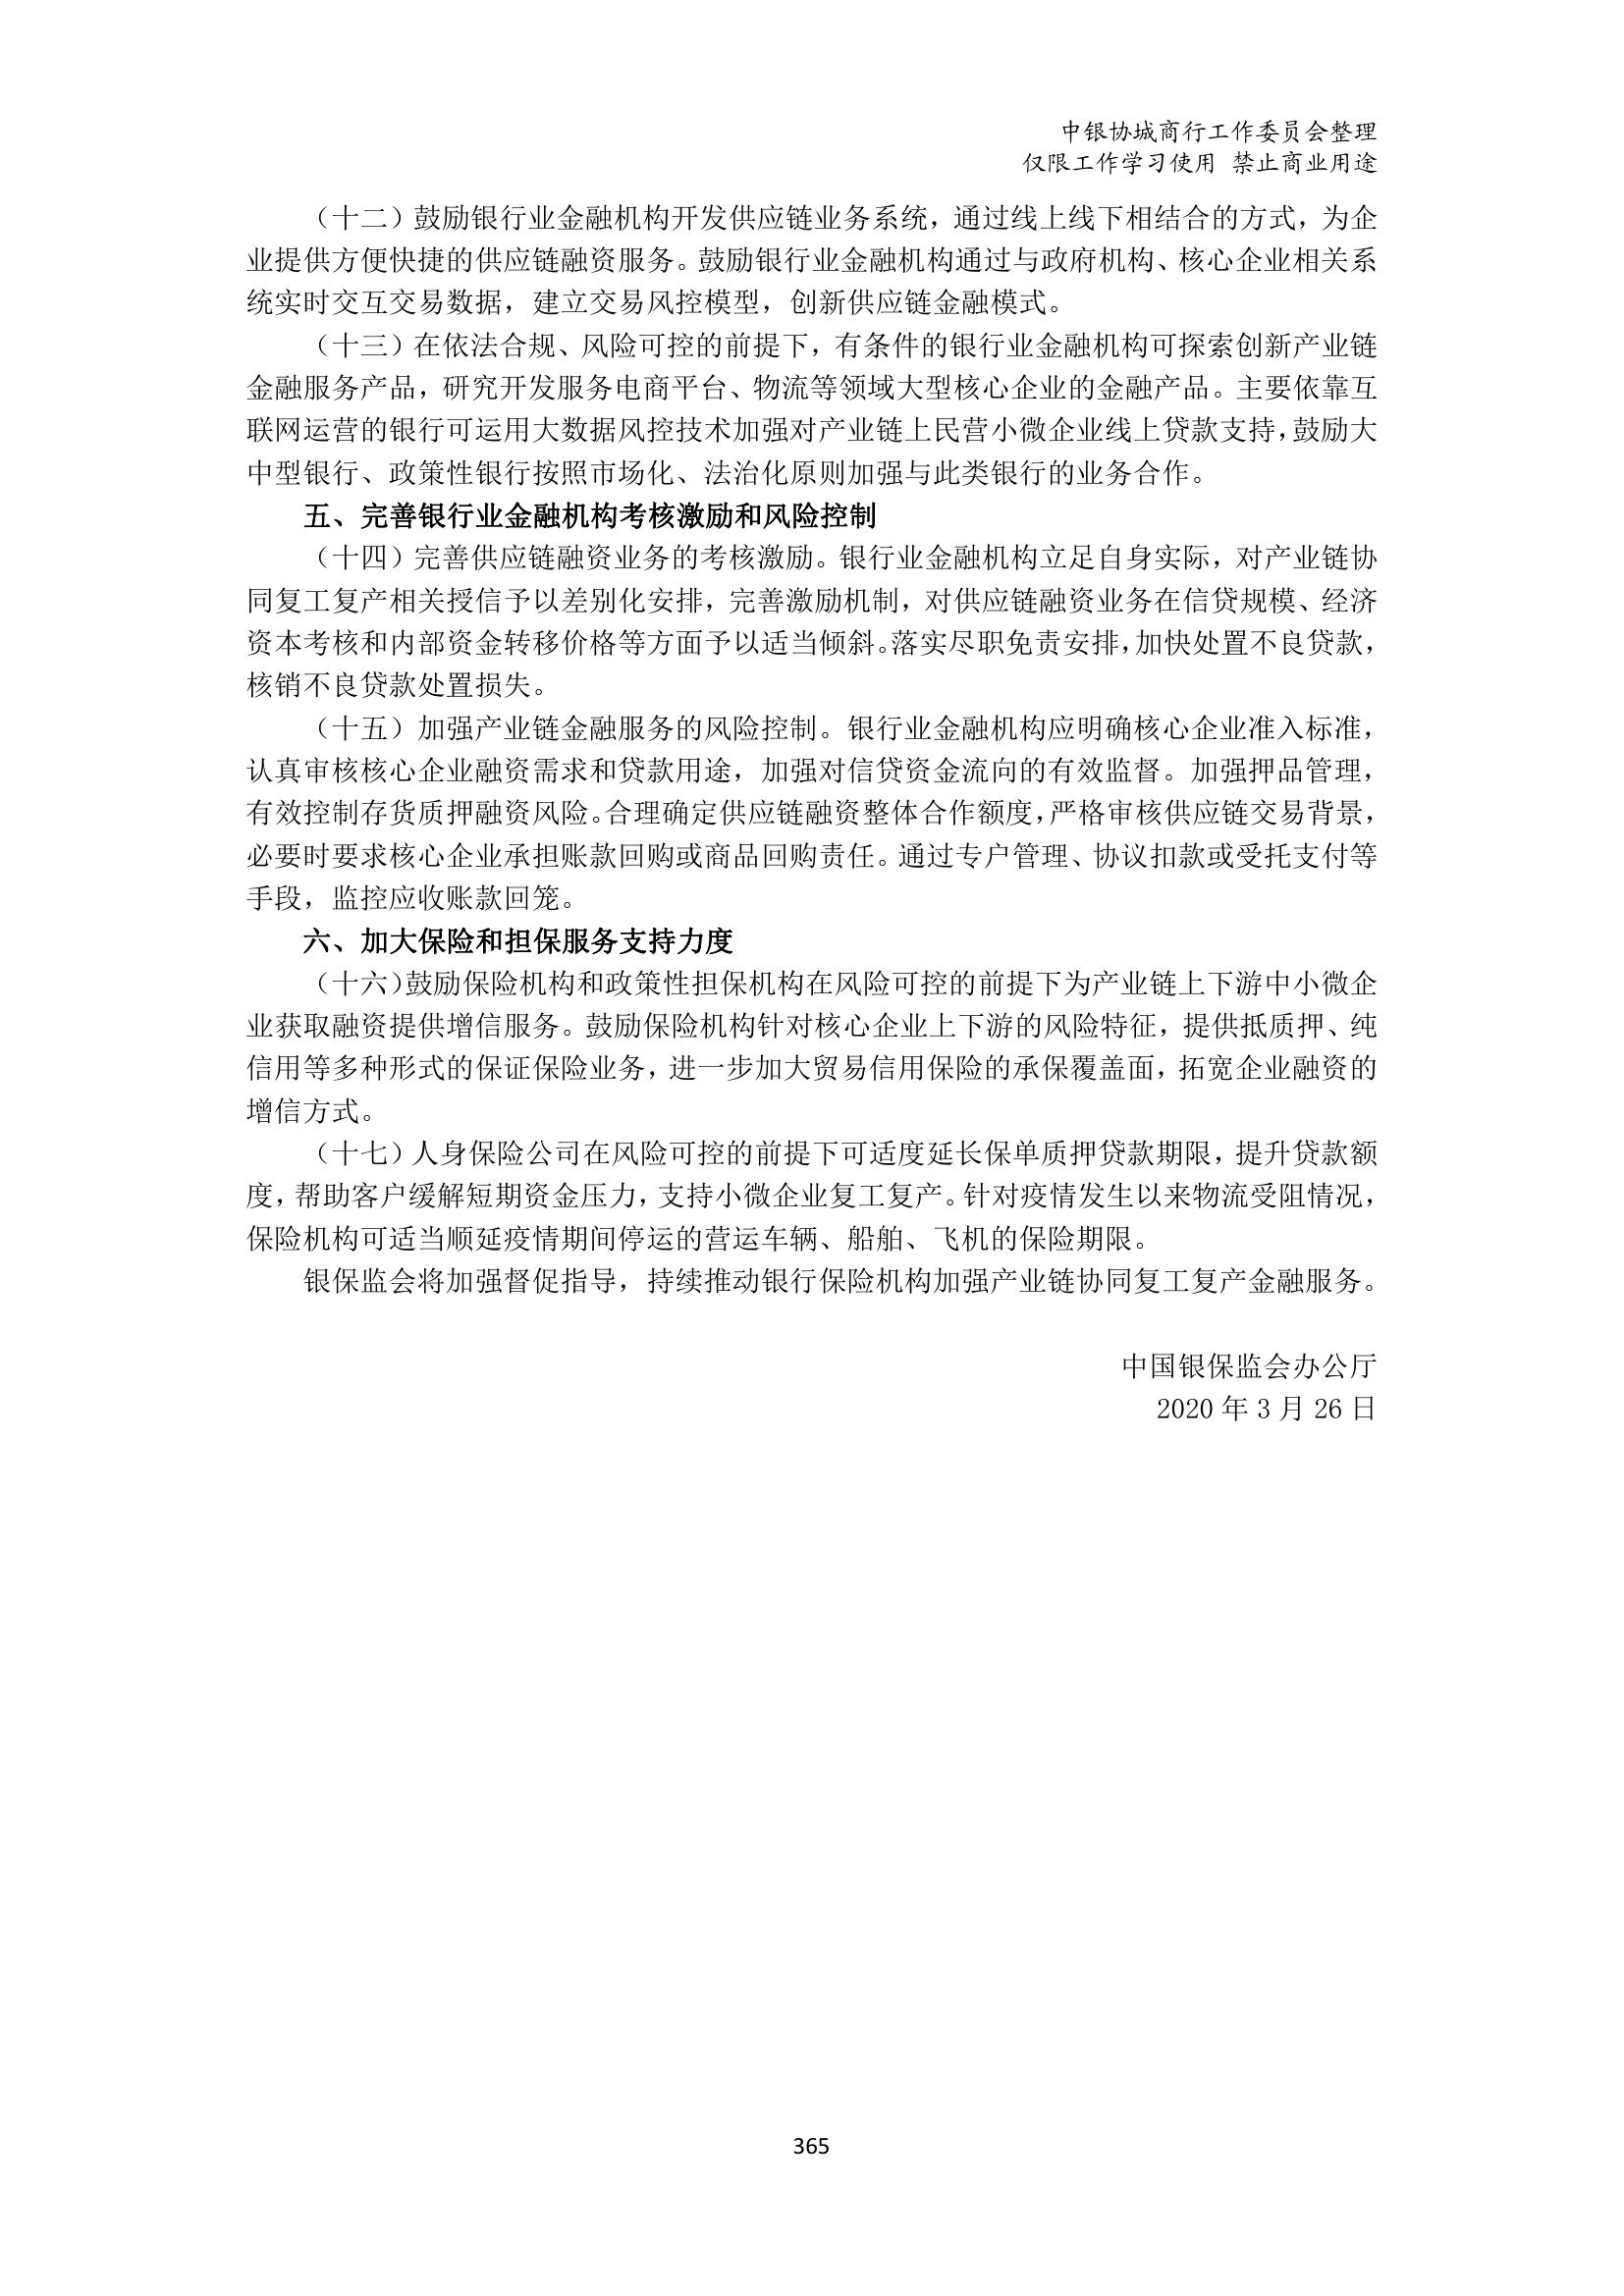 中银协城商行工作委员会整理
仅限工作学习使用 禁止商业用途
（十二）鼓励银行业金融机构开发供应链业务系统，通过线上线下相结合的方式，为企
业提供方便快捷的供应链融资服务。鼓励银行业金融机构通过与政府机构、核心企业相关系
统实时交互交易数据，建立交易风控模型，创新供应链金融模式。
（十三）在依法合规、风险可控的前提下，有条件的银行业金融机构可探索创新产业链
金融服务产品，研究开发服务电商平台、物流等领域大型核心企业的金融产品。主要依靠互
联网运营的银行可运用大数据风控技术加强对产业链上民营小微企业线上贷款支持，鼓励大
中型银行、政策性银行按照市场化、法治化原则加强与此类银行的业务合作。
五、完善银行业金融机构考核激励和风险控制
（十四）完善供应链融资业务的考核激励。银行业金融机构立足自身实际，对产业链协
同复工复产相关授信予以差别化安排，完善激励机制，对供应链融资业务在信贷规模、经济
资本考核和内部资金转移价格等方面予以适当倾斜。落实尽职免责安排，加快处置不良贷款，
核销不良贷款处置损失。
（十五）加强产业链金融服务的风险控制。银行业金融机构应明确核心企业准入标准，
认真审核核心企业融资需求和贷款用途，加强对信贷资金流向的有效监督。加强押品管理，
有效控制存货质押融资风险。合理确定供应链融资整体合作额度，严格审核供应链交易背景，
必要时要求核心企业承担账款回购或商品回购责任。通过专户管理、协议扣款或受托支付等
手段，监控应收账款回笼。
六、加大保险和担保服务支持力度
（十六）鼓励保险机构和政策性担保机构在风险可控的前提下为产业链上下游中小微企
业获取融资提供增信服务。鼓励保险机构针对核心企业上下游的风险特征，提供抵质押、纯
信用等多种形式的保证保险业务，进一步加大贸易信用保险的承保覆盖面，拓宽企业融资的
增信方式。
（十七）人身保险公司在风险可控的前提下可适度延长保单质押贷款期限，提升贷款额
度，帮助客户缓解短期资金压力，支持小微企业复工复产。针对疫情发生以来物流受阻情况，
保险机构可适当顺延疫情期间停运的营运车辆、船舶、飞机的保险期限。
银保监会将加强督促指导，持续推动银行保险机构加强产业链协同复工复产金融服务。
中国银保监会办公厅
2020 年 3 月 26 日
365